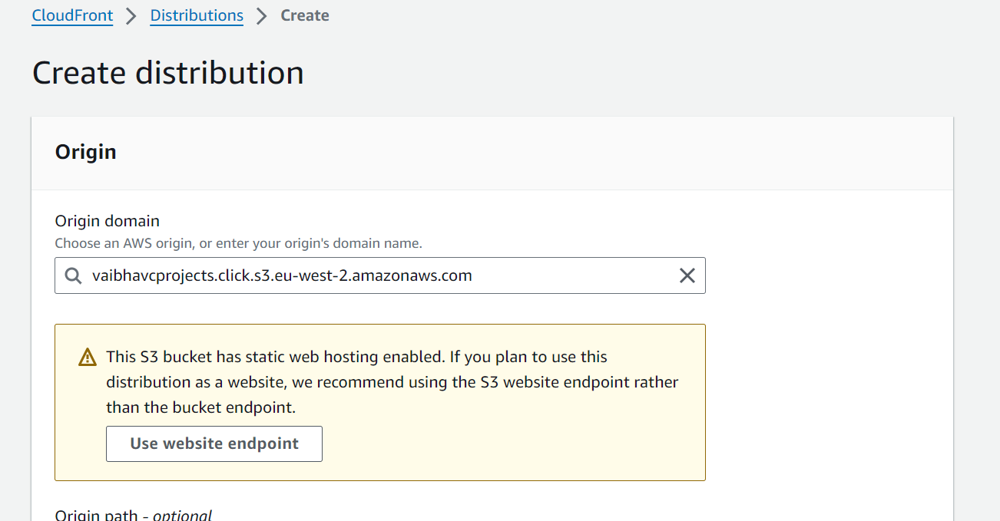 CloudFront > Distributions > Create
Create distribution
Origin
Origin domain
Choose an AWS origin, or enter your origin's domain name.
vaibhavcprojects.click.s3.eu-west-2.amazonaws.com
This S3 bucket has static web hosting enabled. If you plan to use this
distribution as a website, we recommend using the S3 website endpoint rather
than the bucket endpoint.
Use website endpoint
Origin path - optional